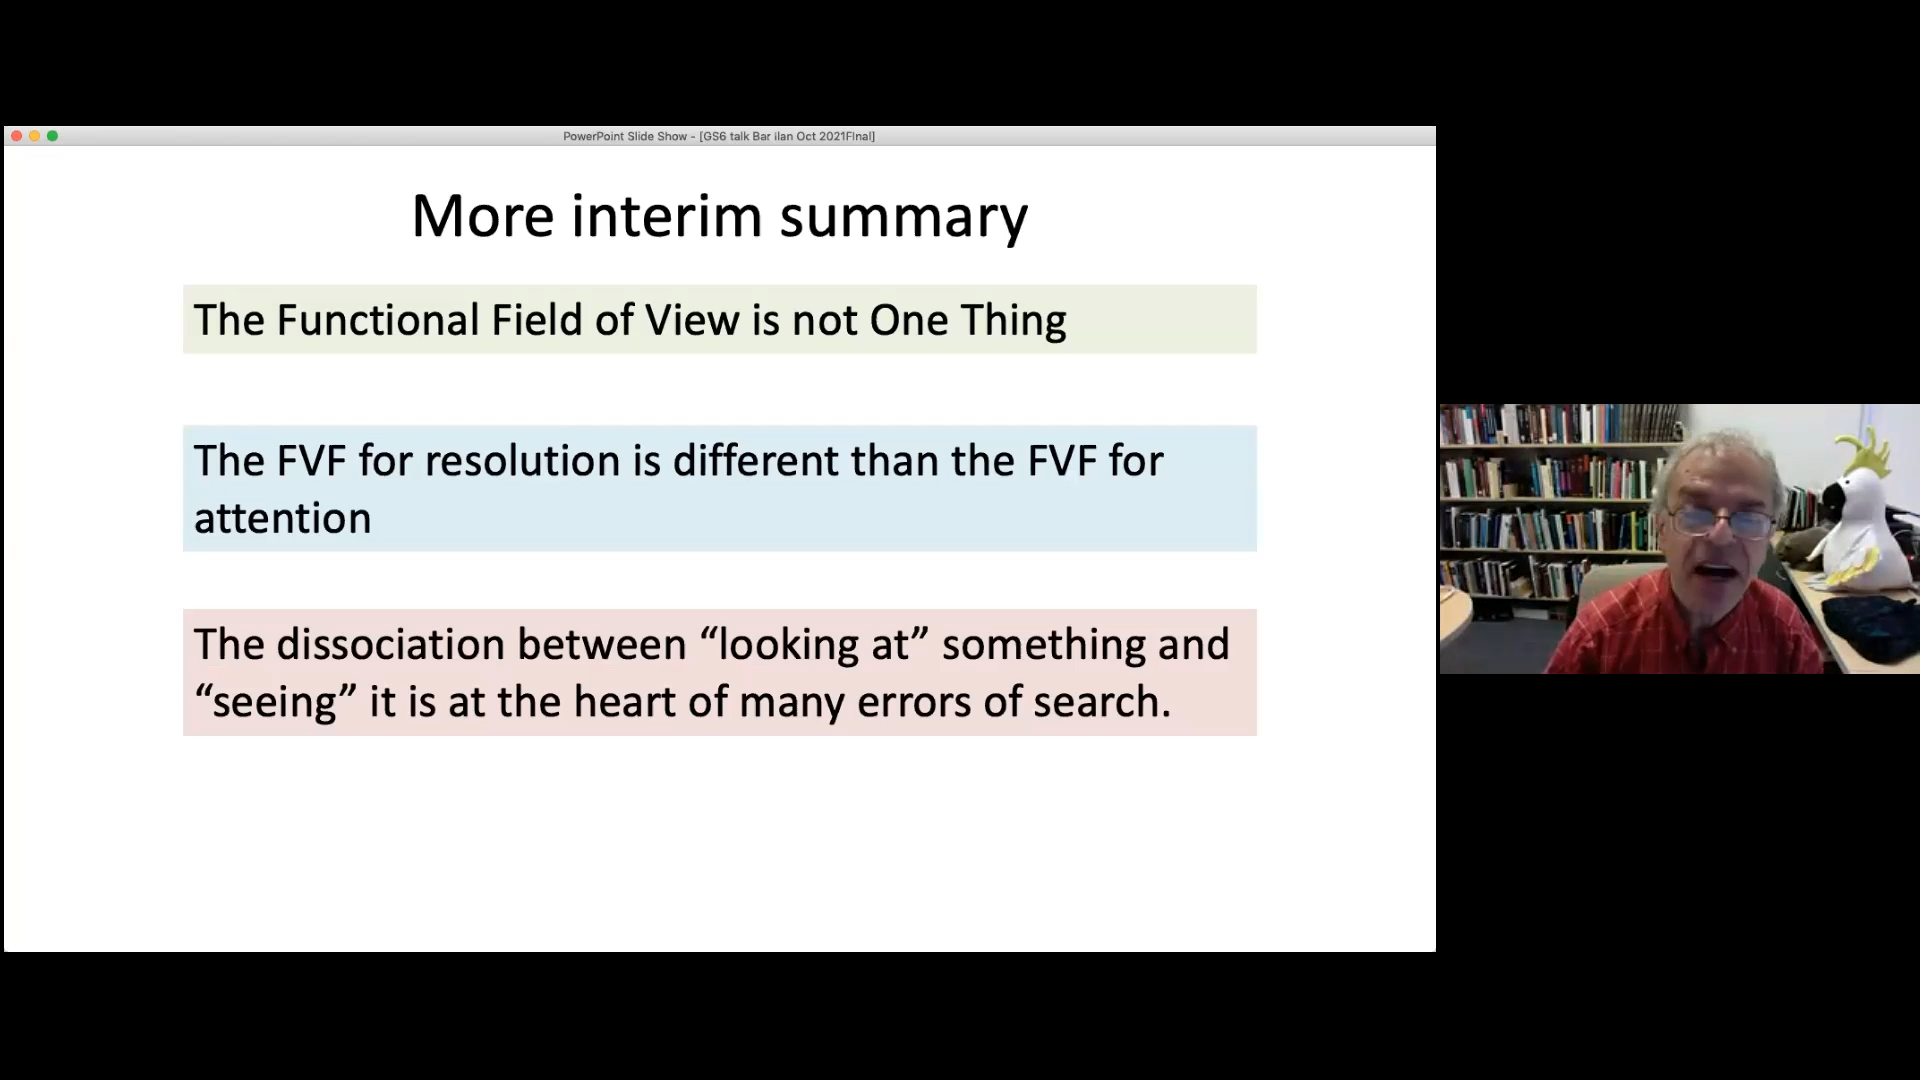 PowerPoint Slide Show - [GS6 talk Bar ilan Oct 2021FInal]
More interim summary
The Functional Field of View is not One Thing
The FVF for resolution is different than the FVF for
attention
The dissociation between “looking at” something and
“seeing” it is at the heart of many errors of search.